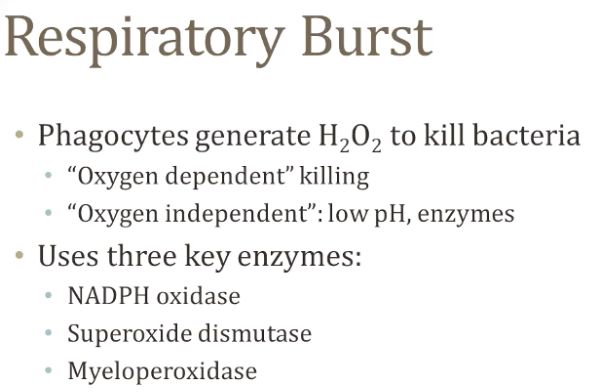 Respiratory Burst
• Phagocytes generate H₂O₂ to kill bacteria
• “Oxygen dependent” killing
• “Oxygen independent”: low pH, enzymes
• Uses three key enzymes:
• NADPH oxidase
• Superoxide dismutase
• Myeloperoxidase